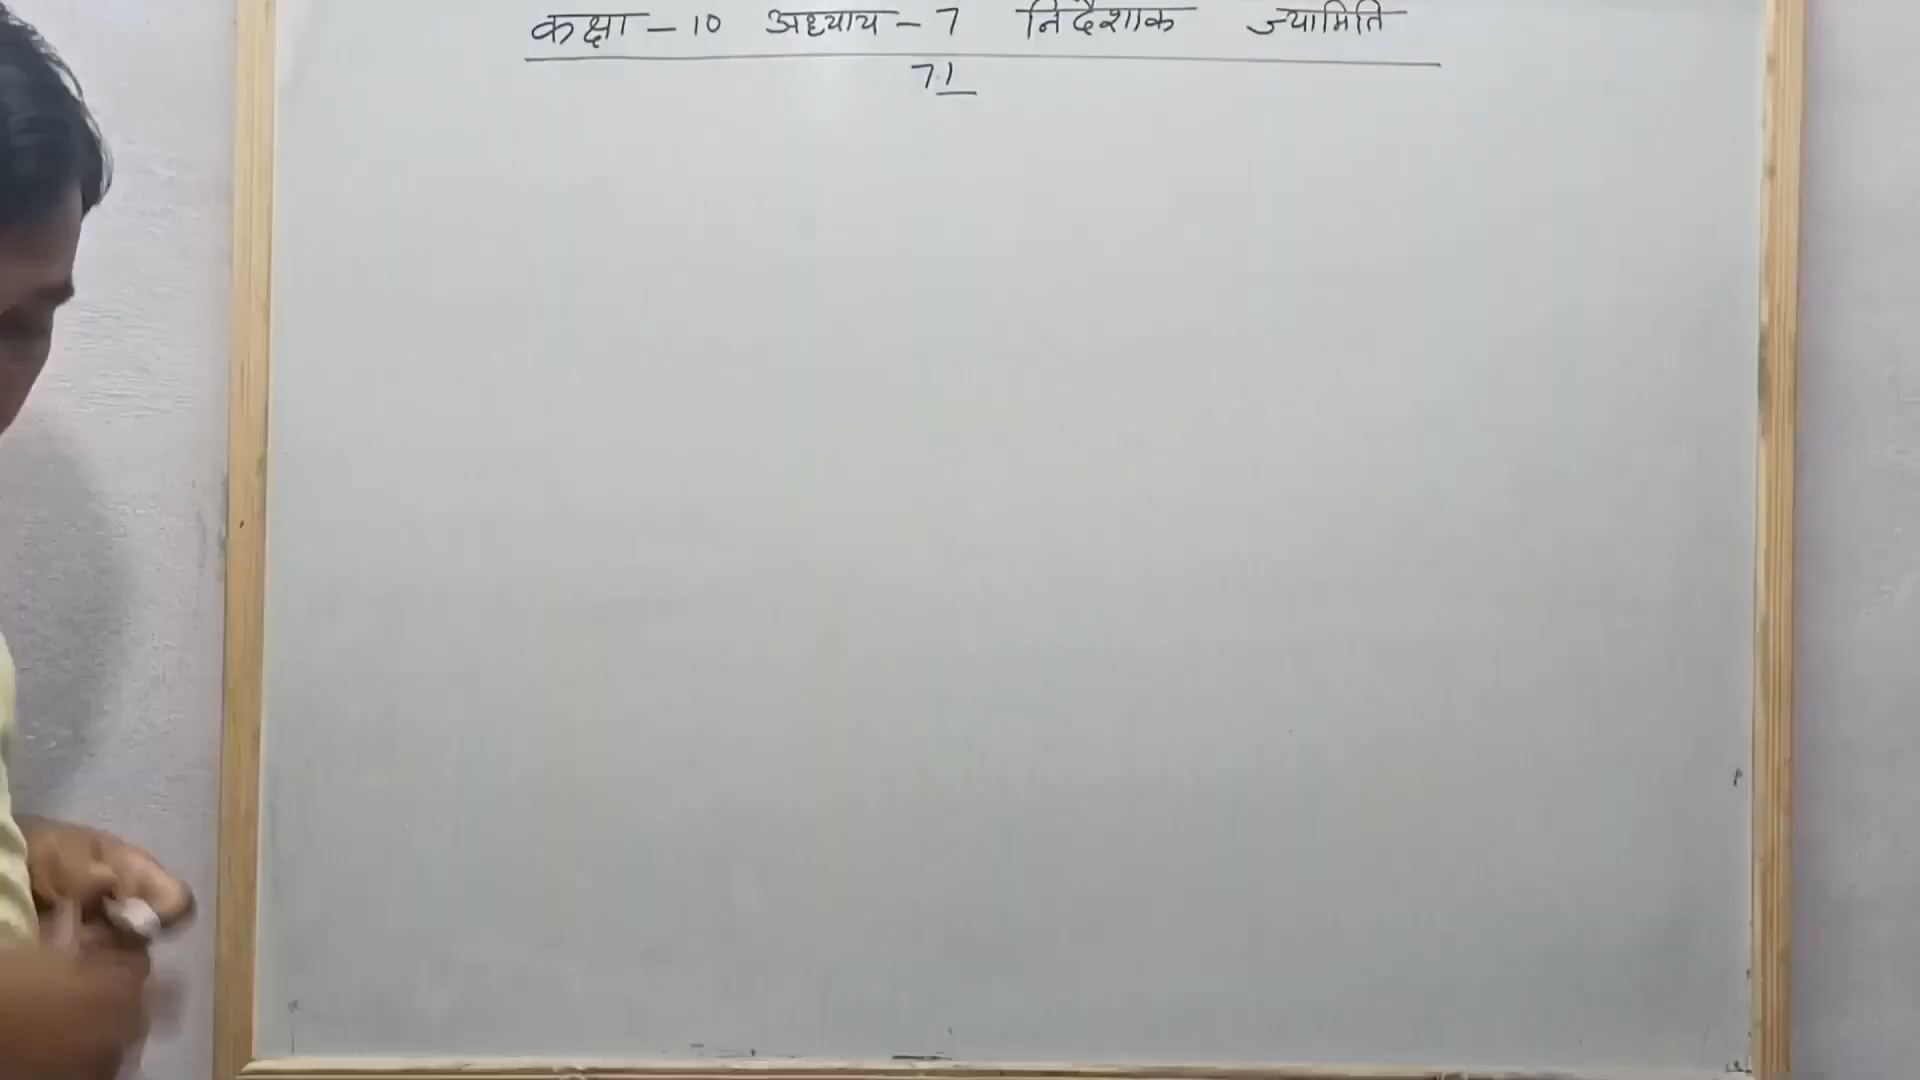 कक्षा - 10 अध्याय - 7 निर्देशाक ज्यामिति
7.1